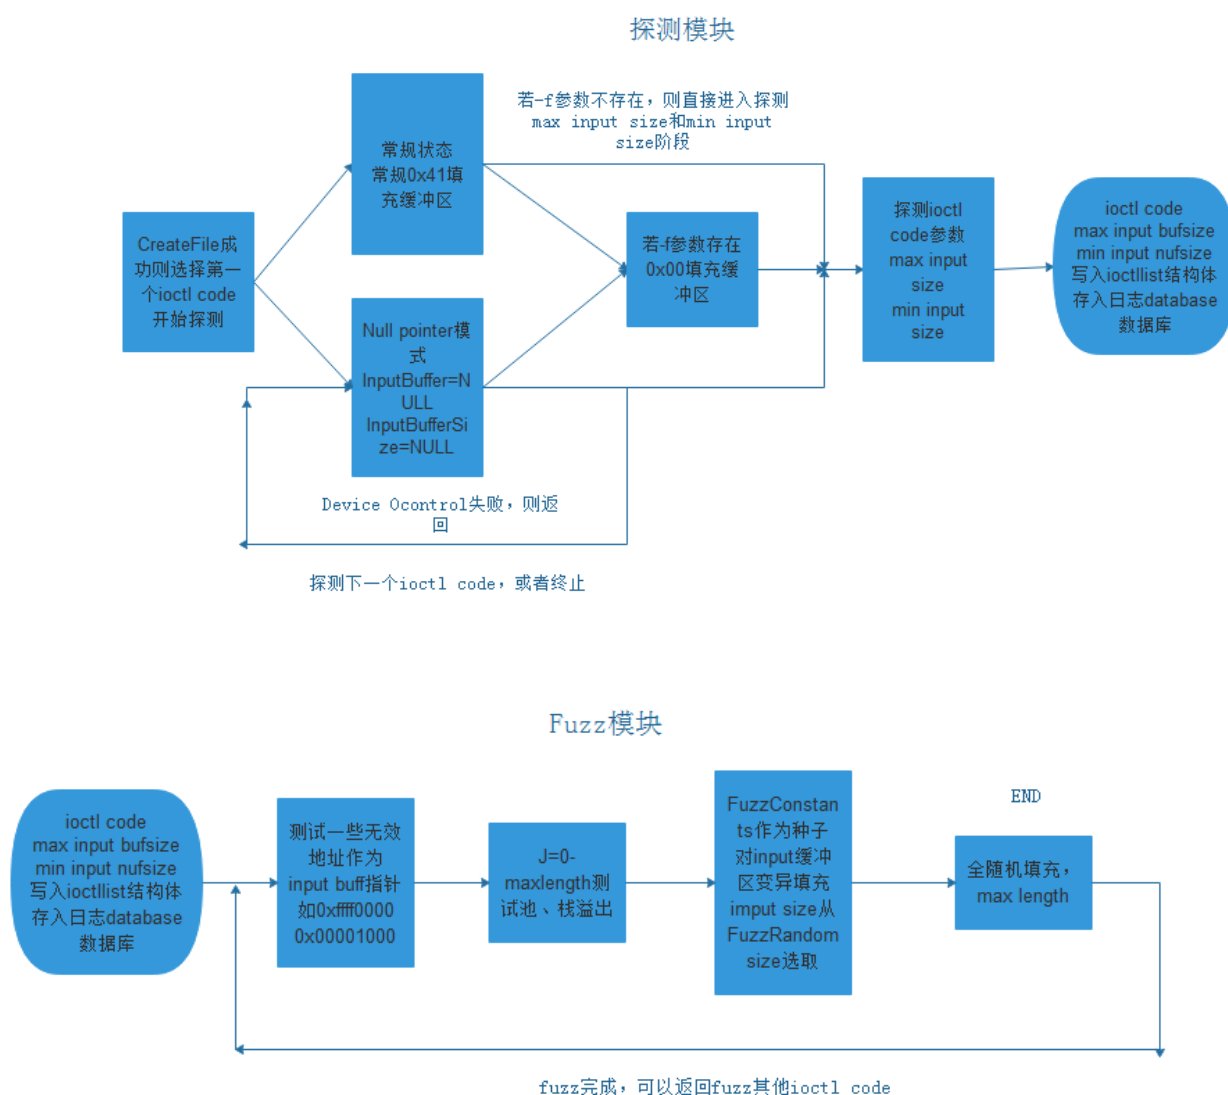 探测模块
若-f参数不存在，则直接进入探测
max input size和min input
size阶段
常规状态
常规0x41填
充缓冲区
CreateFile成
功则选择第一
个ioctl code
开始探测
若-f参数存在
0x00填充缓
冲区
探测ioctl
code参数
max input
size
min input
size
ioctl code
max input bufsize
min input nufsize
写入ioctllist结构体
存入日志database
数据库
Null pointer模
式
InputBuffer=N
ULL
InputBufferSi
ze=NULL
Device Ocontrol失败，则返
回
探测下一个ioctl code，或者终止
Fuzz模块
ioctl code
max input bufsize
min input nufsize
写入ioctllist结构体
存入日志database
数据库
测试一些无效
地址作为
input buff指针
如0xffff0000
0x00001000
J=0-
maxlength测
试池、栈溢出
FuzzConstan
ts作为种子
对input缓冲
区变异填充
imput size从
FuzzRandom
size选取
END
全随机填充，
max length
fuzz完成，可以返回fuzz其他ioctl code